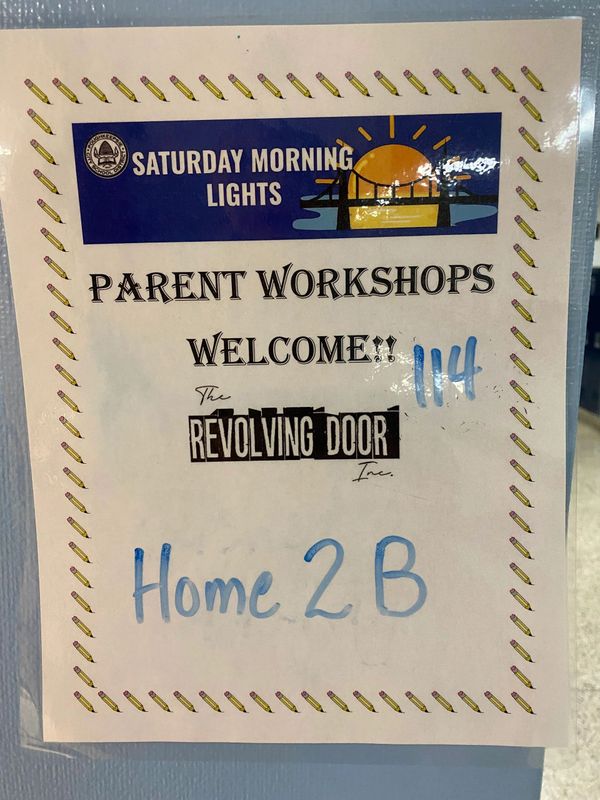 SATURDAY MORNING
LIGHTS
PARENT WORKSHOPS
WELCOME!!
114
The
REVOLVING DOOR
Inc.
Home 2 B